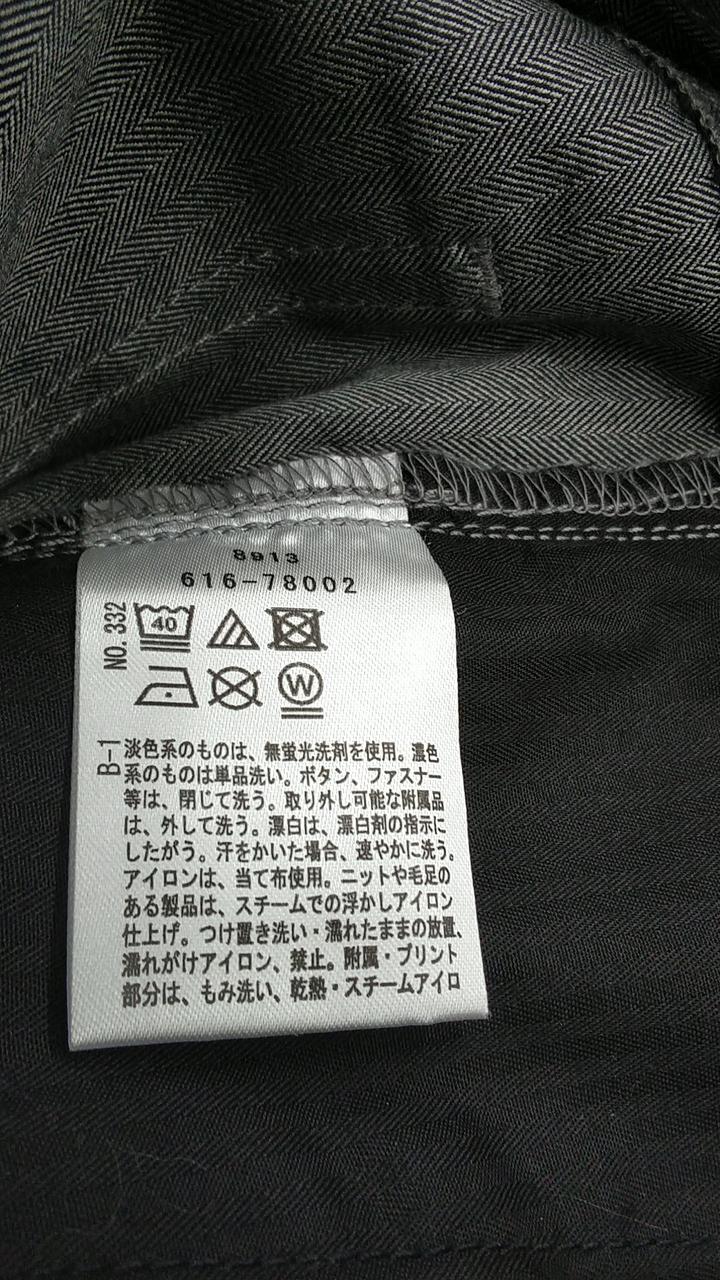 8913
616-78002
NO.332
40
W
B-1
淡色系のものは、無蛍光洗剤を使用。濃色
系のものは単品洗い。ボタン、ファスナー
等は、閉じて洗う。取り外し可能な附属品
は、外して洗う。漂白は、漂白剤の指示に
したがう。汗をかいた場合、速やかに洗う。
アイロンは、当て布使用。ニットや毛足の
ある製品は、スチームでの浮かしアイロン
仕上げ。つけ置き洗い・濡れたままの放置、
濡れがけアイロン、禁止。附属・プリント
部分は、もみ洗い、乾熱・スチームアイロ